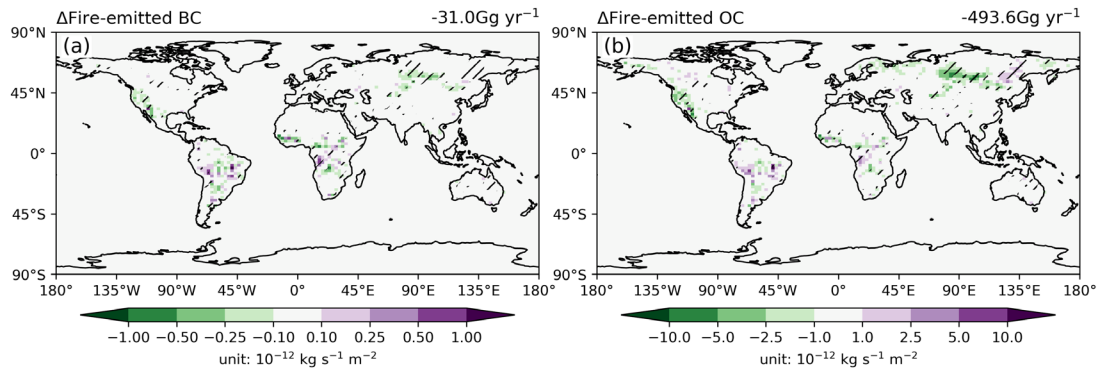 ΔFire-emitted BC -31.0Gg yr⁻¹
(a)
90°N
45°N
0°
45°S
90°S
180° 135°W 90°W 45°W 0° 45°E 90°E 135°E 180°
−1.00 −0.50 −0.25 −0.10 0.10 0.25 0.50 1.00
unit: 10⁻¹² kg s⁻¹ m⁻²
ΔFire-emitted OC -493.6Gg yr⁻¹
(b)
90°N
45°N
0°
45°S
90°S
180° 135°W 90°W 45°W 0° 45°E 90°E 135°E 180°
−10.0 −5.0 −2.5 −1.0 1.0 2.5 5.0 10.0
unit: 10⁻¹² kg s⁻¹ m⁻²